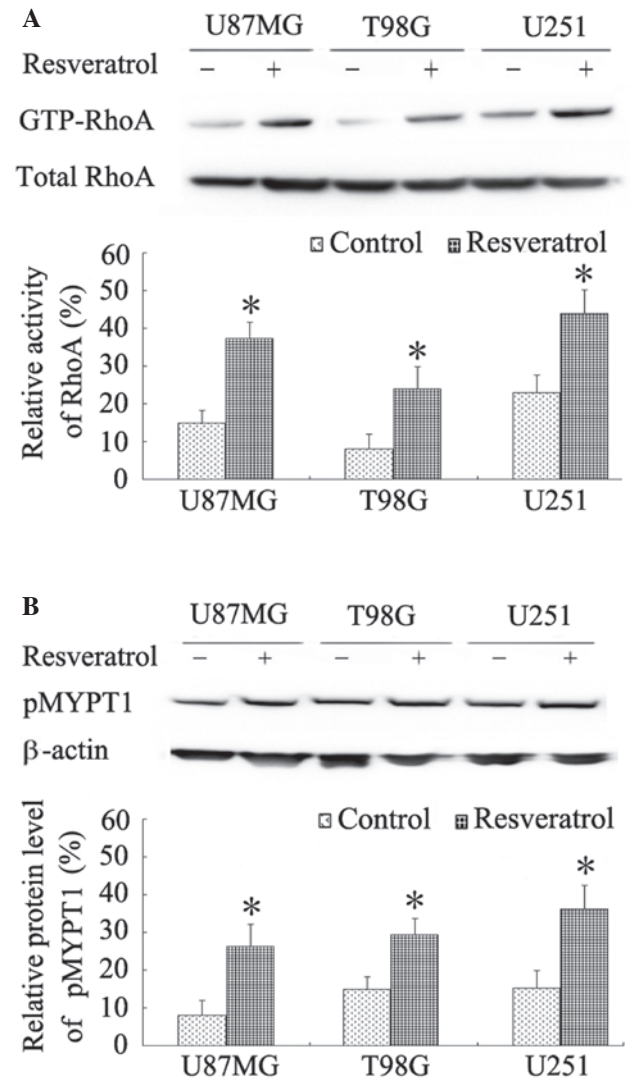 A
U87MG T98G U251
Resveratrol − + − + − +
GTP-RhoA
Total RhoA
Control Resveratrol
Relative activity
of RhoA (%)
60
50
40
30
20
10
0
* * *
U87MG T98G U251
B
U87MG T98G U251
Resveratrol − + − + − +
pMYPT1
β-actin
Control Resveratrol
Relative protein level
of pMYPT1 (%)
60
50
40
30
20
10
0
* * *
U87MG T98G U251